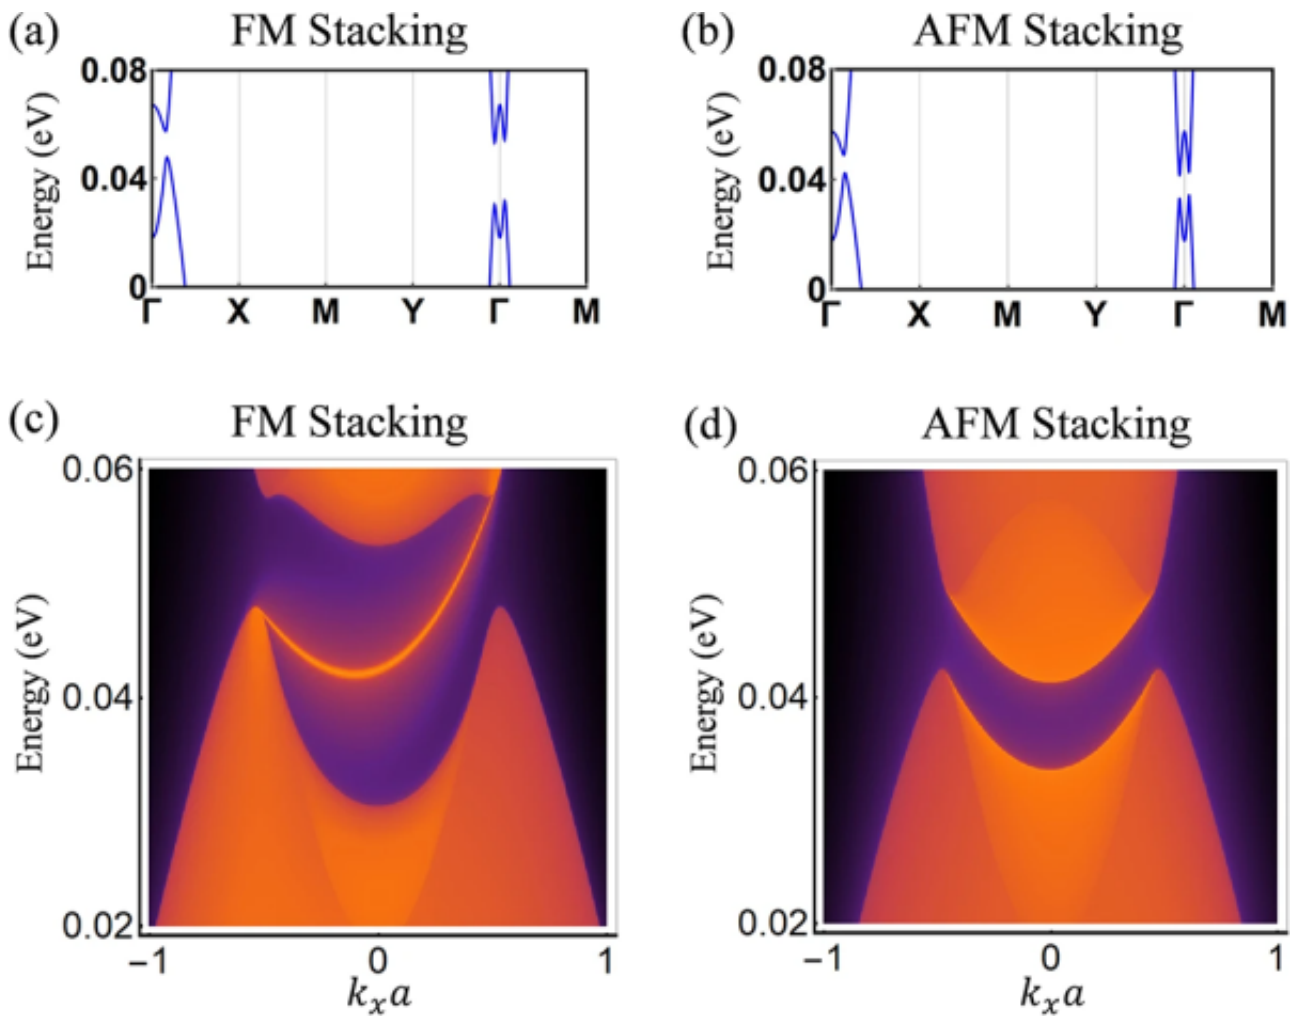 (a) FM Stacking
0.08
0.04
0
Energy (eV)
Γ X M Y Γ M
(b) AFM Stacking
0.08
0.04
0
Energy (eV)
Γ X M Y Γ M
(c) FM Stacking
0.06
0.04
0.02
Energy (eV)
−1 0 1
kₓa
(d) AFM Stacking
0.06
0.04
0.02
Energy (eV)
−1 0 1
kₓa